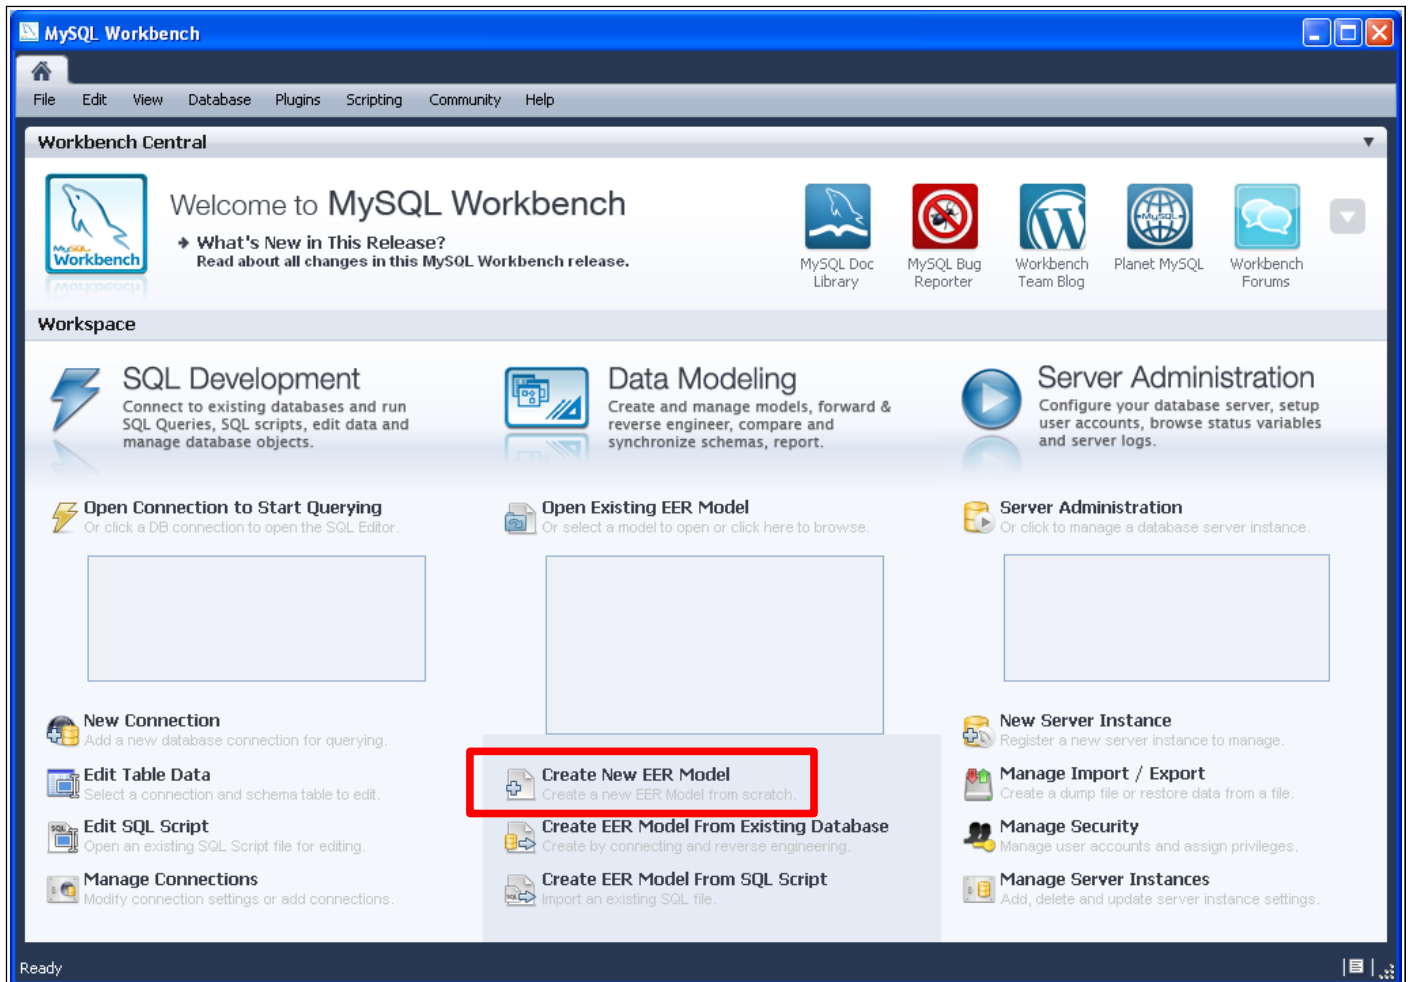 MySQL Workbench
File Edit View Database Plugins Scripting Community Help
Workbench Central
MySQL
Workbench
Welcome to MySQL Workbench
What's New in This Release?
Read about all changes in this MySQL Workbench release.
MySQL Doc
Library
MySQL Bug
Reporter
Workbench
Team Blog
MySQL
Planet MySQL
Workbench
Forums
Workspace
SQL Development
Connect to existing databases and run
SQL Queries, SQL scripts, edit data and
manage database objects.
Data Modeling
Create and manage models, forward &
reverse engineer, compare and
synchronize schemas, report.
Server Administration
Configure your database server, setup
user accounts, browse status variables
and server logs.
Open Connection to Start Querying
Or click a DB connection to open the SQL Editor.
Open Existing EER Model
Or select a model to open or click here to browse.
Server Administration
Or click to manage a database server instance.
New Connection
Add a new database connection for querying.
Edit Table Data
Select a connection and schema table to edit.
SQL
Edit SQL Script
Open an existing SQL Script file for editing.
Manage Connections
Modify connection settings or add connections.
Create New EER Model
Create a new EER Model from scratch.
Create EER Model From Existing Database
Create by connecting and reverse engineering.
SQL
Create EER Model From SQL Script
Import an existing SQL file.
New Server Instance
Register a new server instance to manage.
Manage Import / Export
Create a dump file or restore data from a file.
Manage Security
Manage user accounts and assign privileges.
Manage Server Instances
Add, delete and update server instance settings.
Ready